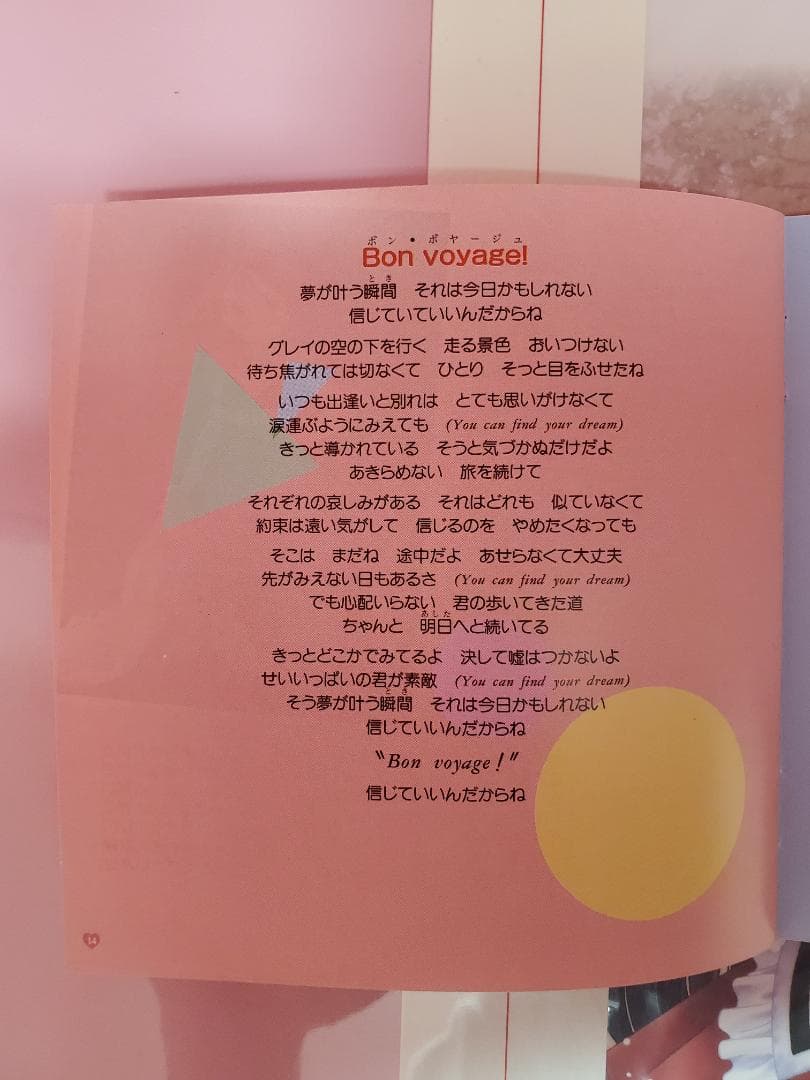 ボン・ボヤージュ
Bon voyage!
とき
夢が叶う瞬間　それは今日かもしれない
信じていていいんだからね
グレイの空の下を行く　走る景色　おいつけない
待ち焦がれては切なくて　ひとり　そっと目をふせたね
いつも出逢いと別れは　とても思いがけなくて
涙運ぶようにみえても　(You can find your dream)
きっと導かれている　そうと気づかぬだけだよ
あきらめない　旅を続けて
それぞれの哀しみがある　それはどれも　似ていなくて
約束は遠い気がして　信じるのを　やめたくなっても
そこは　まだね　途中だよ　あせらなくて大丈夫
先がみえない日もあるさ　(You can find your dream)
でも心配いらない　君の歩いてきた道
あした
ちゃんと　明日へと続いてる
きっとどこかでみてるよ　決して嘘はつかないよ
せいいっぱいの君が素敵　(You can find your dream)
とき
そう夢が叶う瞬間　それは今日かもしれない
信じていいんだからね
"Bon voyage!"
信じていいんだからね
14